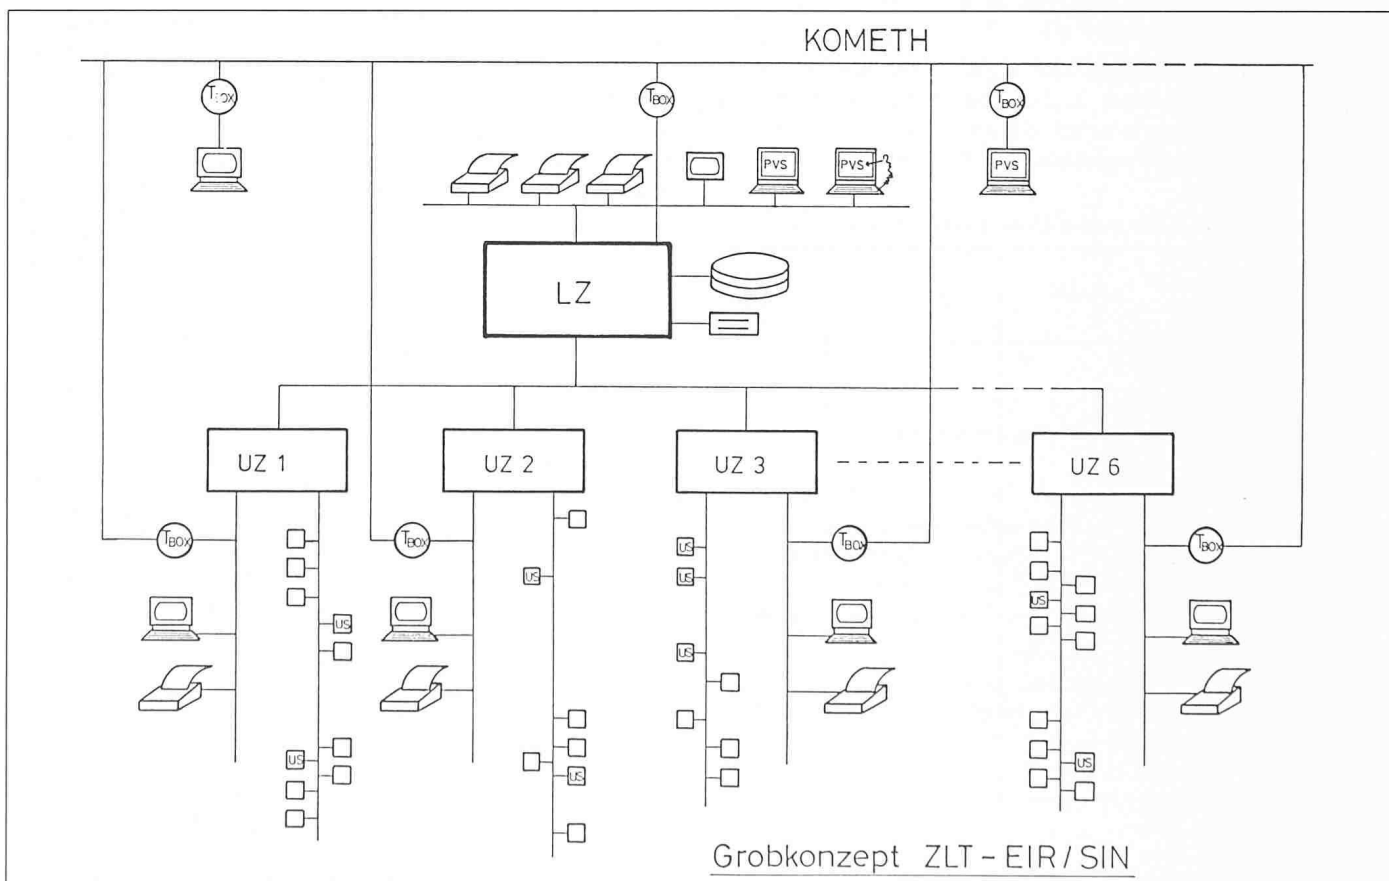 KOMETH
TBOX TBOX TBOX
PVS PVS PVS
LZ
UZ 1 UZ 2 UZ 3 UZ 6
TBOX TBOX TBOX TBOX
US
US
US
US
US
US
US
US
US
Grobkonzept ZLT - EIR / SIN